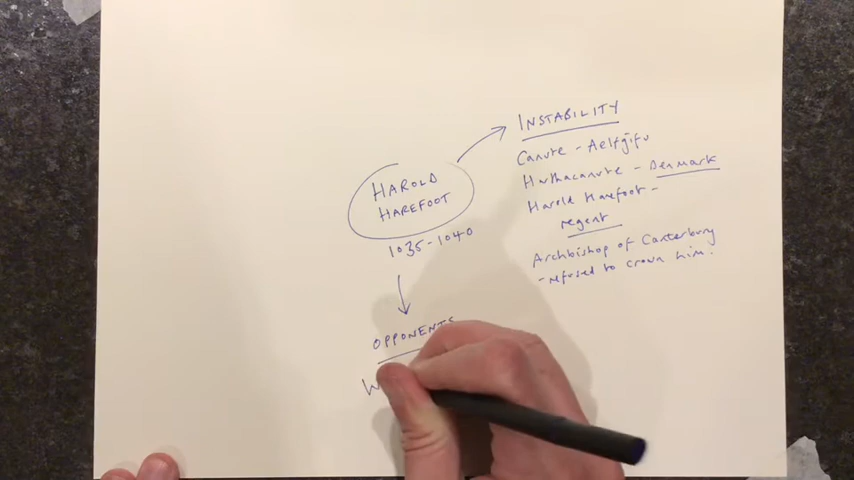 INSTABILITY
Canute - Aelfgifu
Harthacanute - Denmark
Harold Harefoot -
regent
Archbishop of Canterbury
- refused to crown him.
HAROLD
HAREFOOT
1035-1040
OPPONENTS